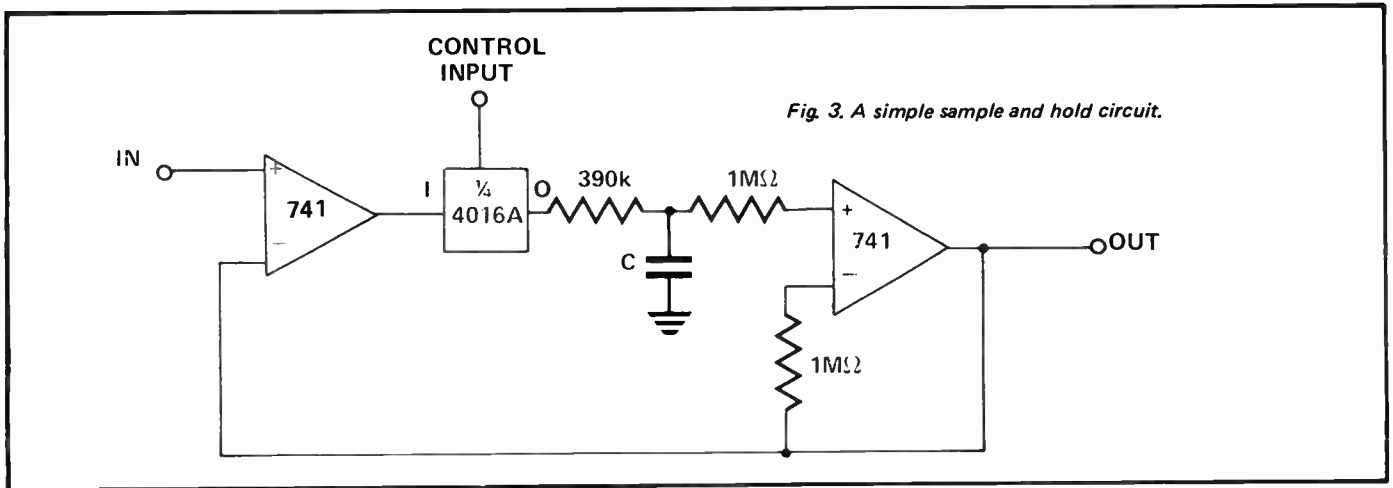 CONTROL
INPUT
Fig. 3. A simple sample and hold circuit.
IN
+
741
−
I
¼
4016A
O
390k
1MΩ
C
+
741
−
OUT
1MΩ